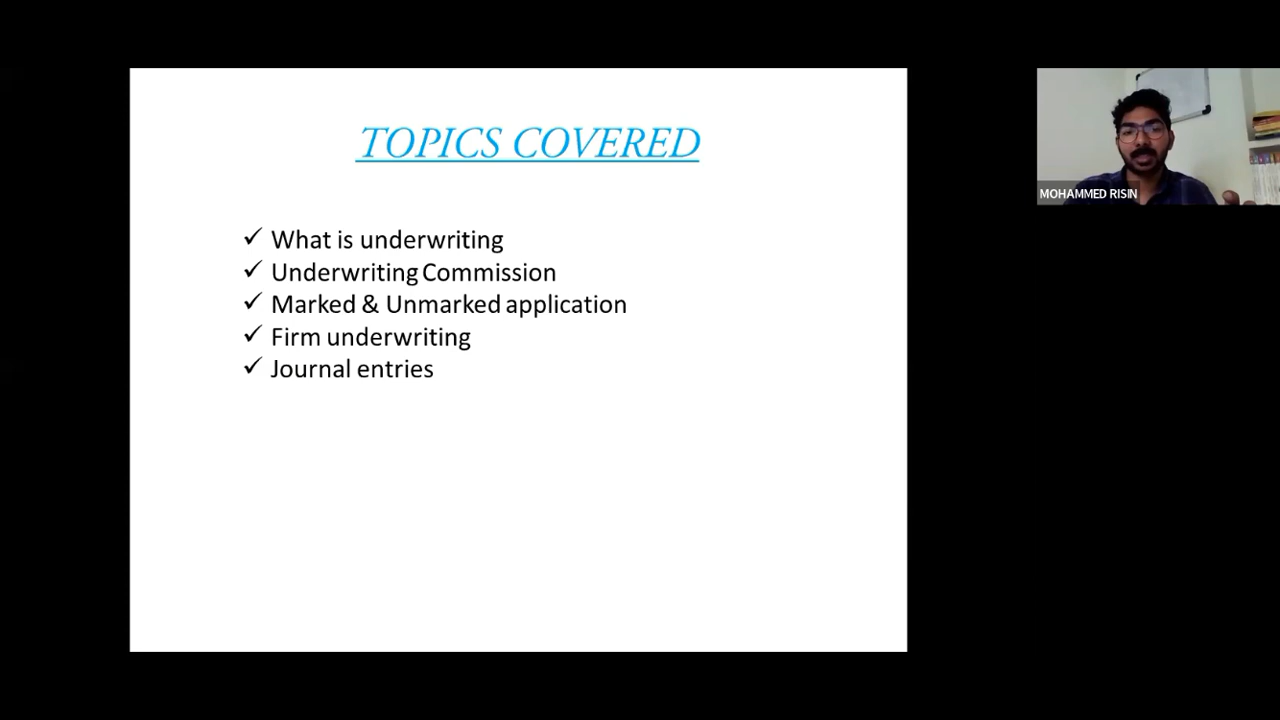 TOPICS COVERED
✓ What is underwriting
✓ Underwriting Commission
✓ Marked & Unmarked application
✓ Firm underwriting
✓ Journal entries
MOHAMMED RISIN